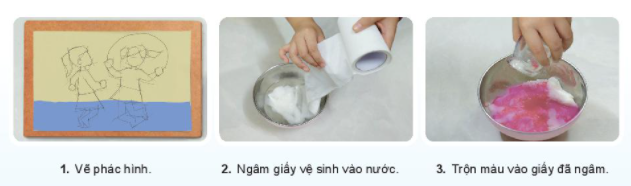 1. Vẽ phác hình.
2. Ngâm giấy vệ sinh vào nước.
3. Trộn màu vào giấy đã ngâm.